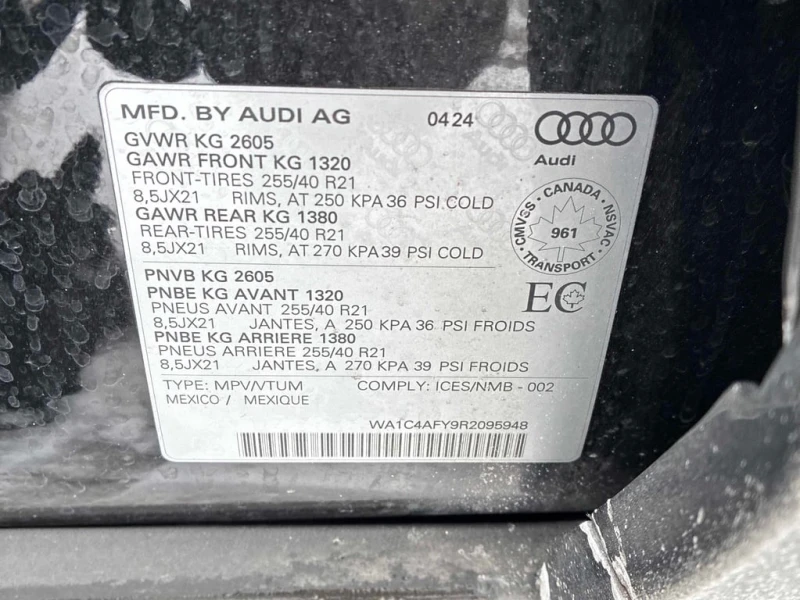 MFD. BY AUDI AG 0424
Audi
GVWR KG 2605
GAWR FRONT KG 1320
FRONT-TIRES 255/40 R21
8,5JX21 RIMS, AT 250 KPA 36 PSI COLD
GAWR REAR KG 1380
REAR-TIRES 255/40 R21
8,5JX21 RIMS, AT 270 KPA 39 PSI COLD
CMVSS - CANADA - NSVAC
961
TRANSPORT
PNVB KG 2605
PNBE KG AVANT 1320
PNEUS AVANT 255/40 R21
8,5JX21 JANTES, A 250 KPA 36 PSI FROIDS
PNBE KG ARRIERE 1380
PNEUS ARRIERE 255/40 R21
8,5JX21 JANTES, A 270 KPA 39 PSI FROIDS
EC
TYPE: MPV/VTUM COMPLY: ICES/NMB - 002
MEXICO / MEXIQUE
WA1C4AFY9R2095948